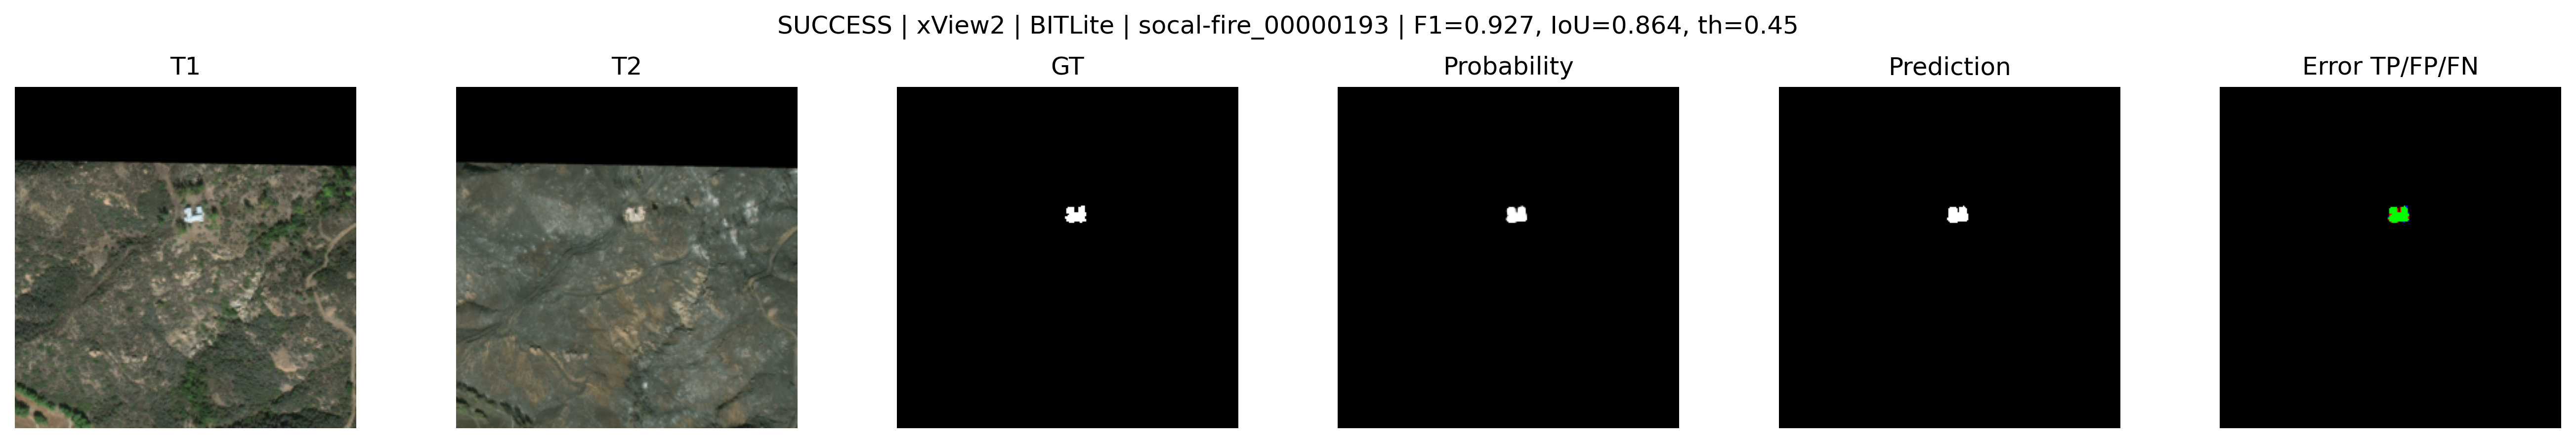 SUCCESS | xView2 | BITLite | socal-fire_00000193 | F1=0.927, IoU=0.864, th=0.45
T1 T2 GT Probability Prediction Error TP/FP/FN